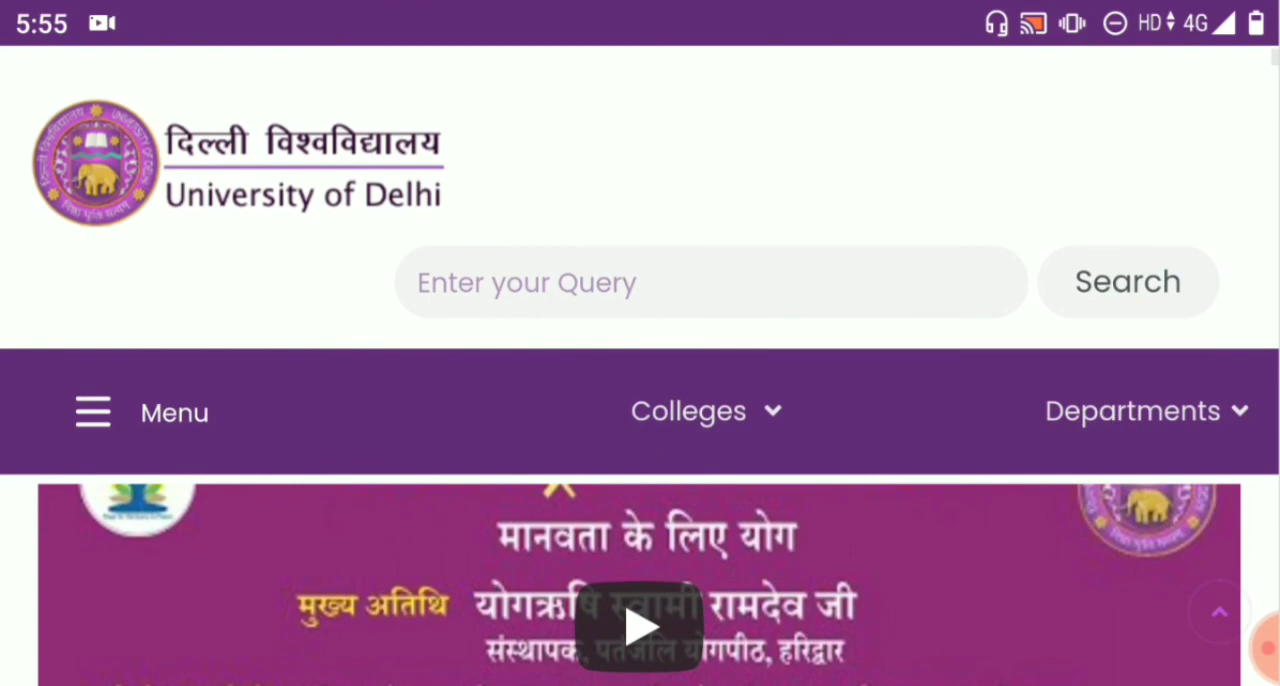 5:55 HD 4G
दिल्ली विश्वविद्यालय
University of Delhi
Enter your Query Search
Menu Colleges Departments
मानवता के लिए योग
मुख्य अतिथि योगऋषि स्वामी रामदेव जी
संस्थापक, पतंजलि योगपीठ, हरिद्वार